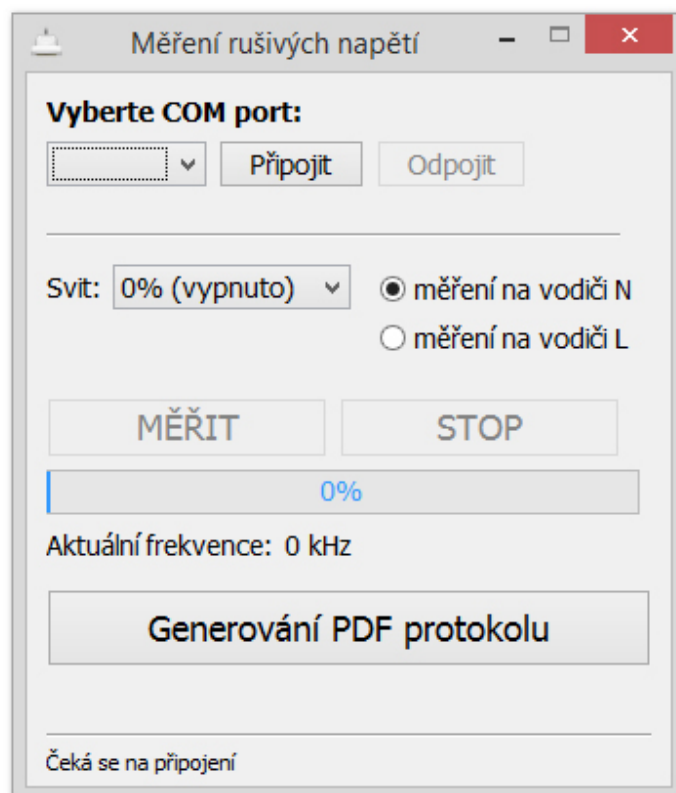 Měření rušivých napětí
Vyberte COM port:
Připojit
Odpojit
Svit: 0% (vypnuto)
měření na vodiči N
měření na vodiči L
MĚŘIT
STOP
0%
Aktuální frekvence: 0 kHz
Generování PDF protokolu
Čeká se na připojení